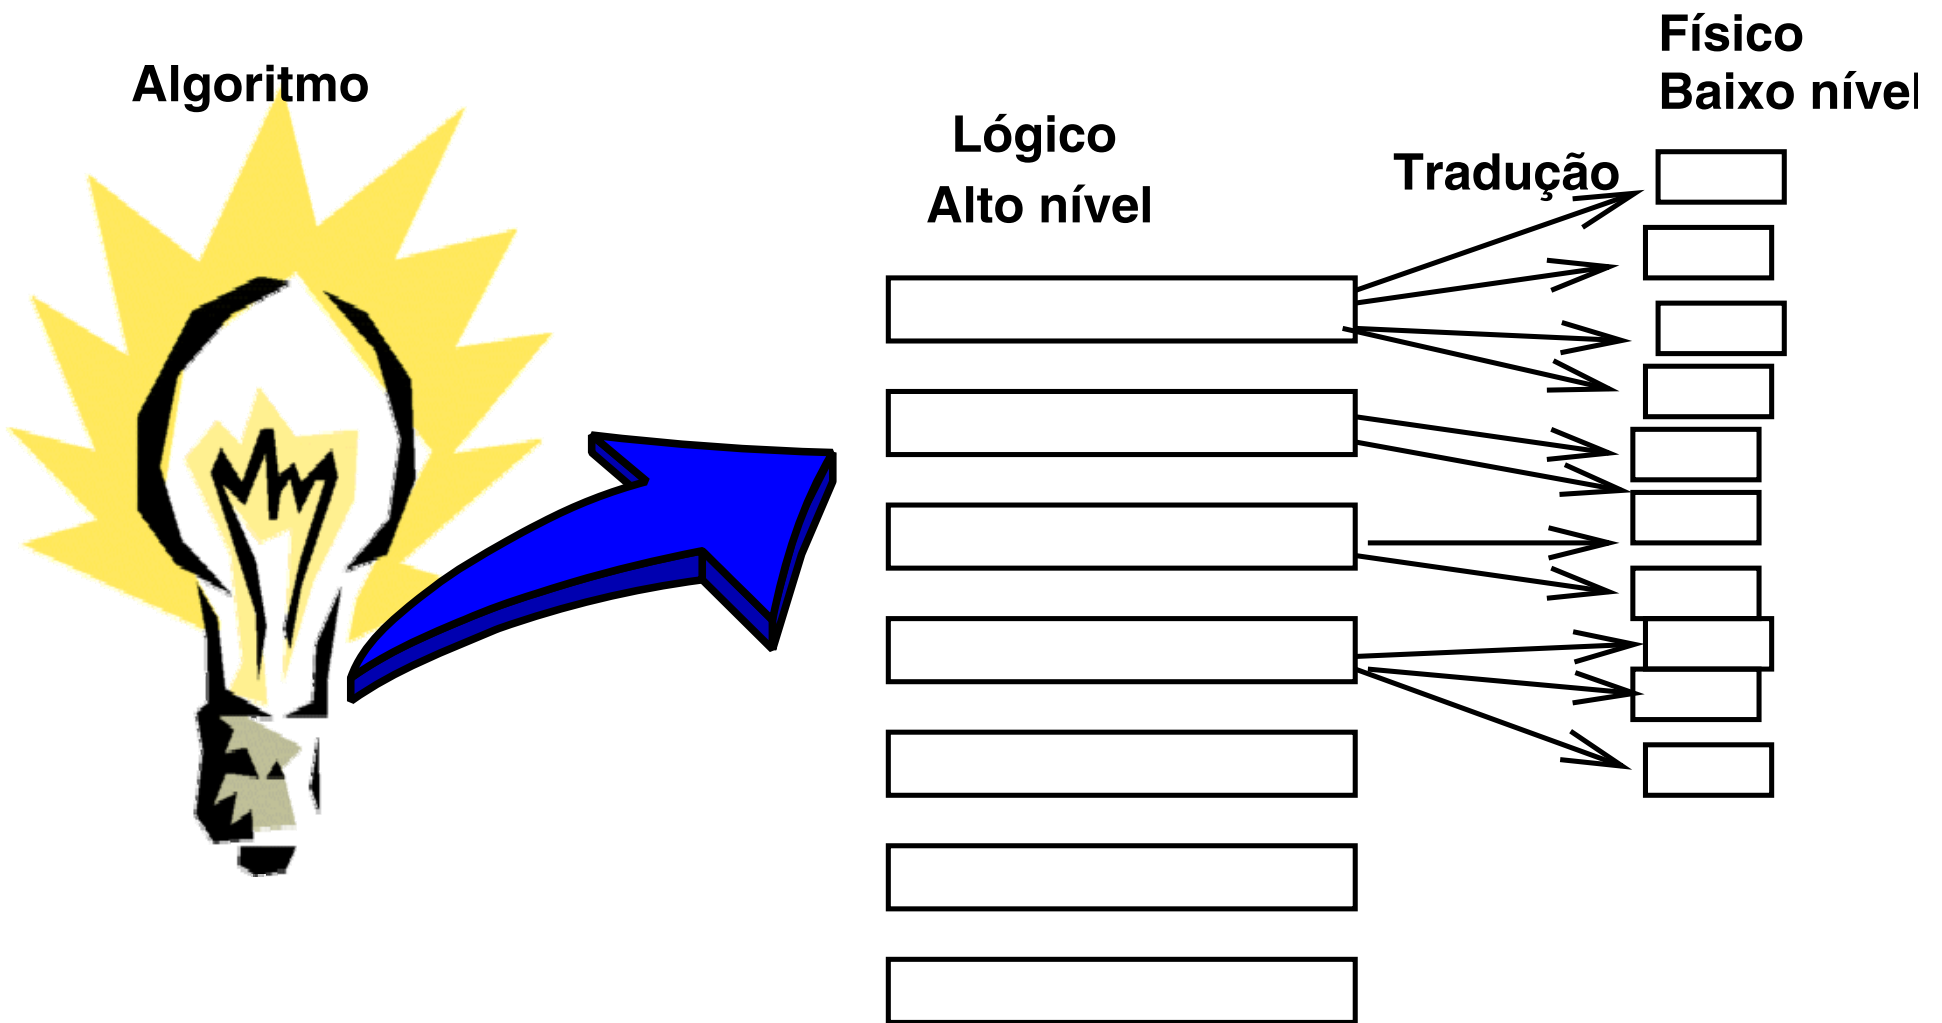 Algoritmo
Lógico
Alto nível
Tradução
Físico
Baixo nível